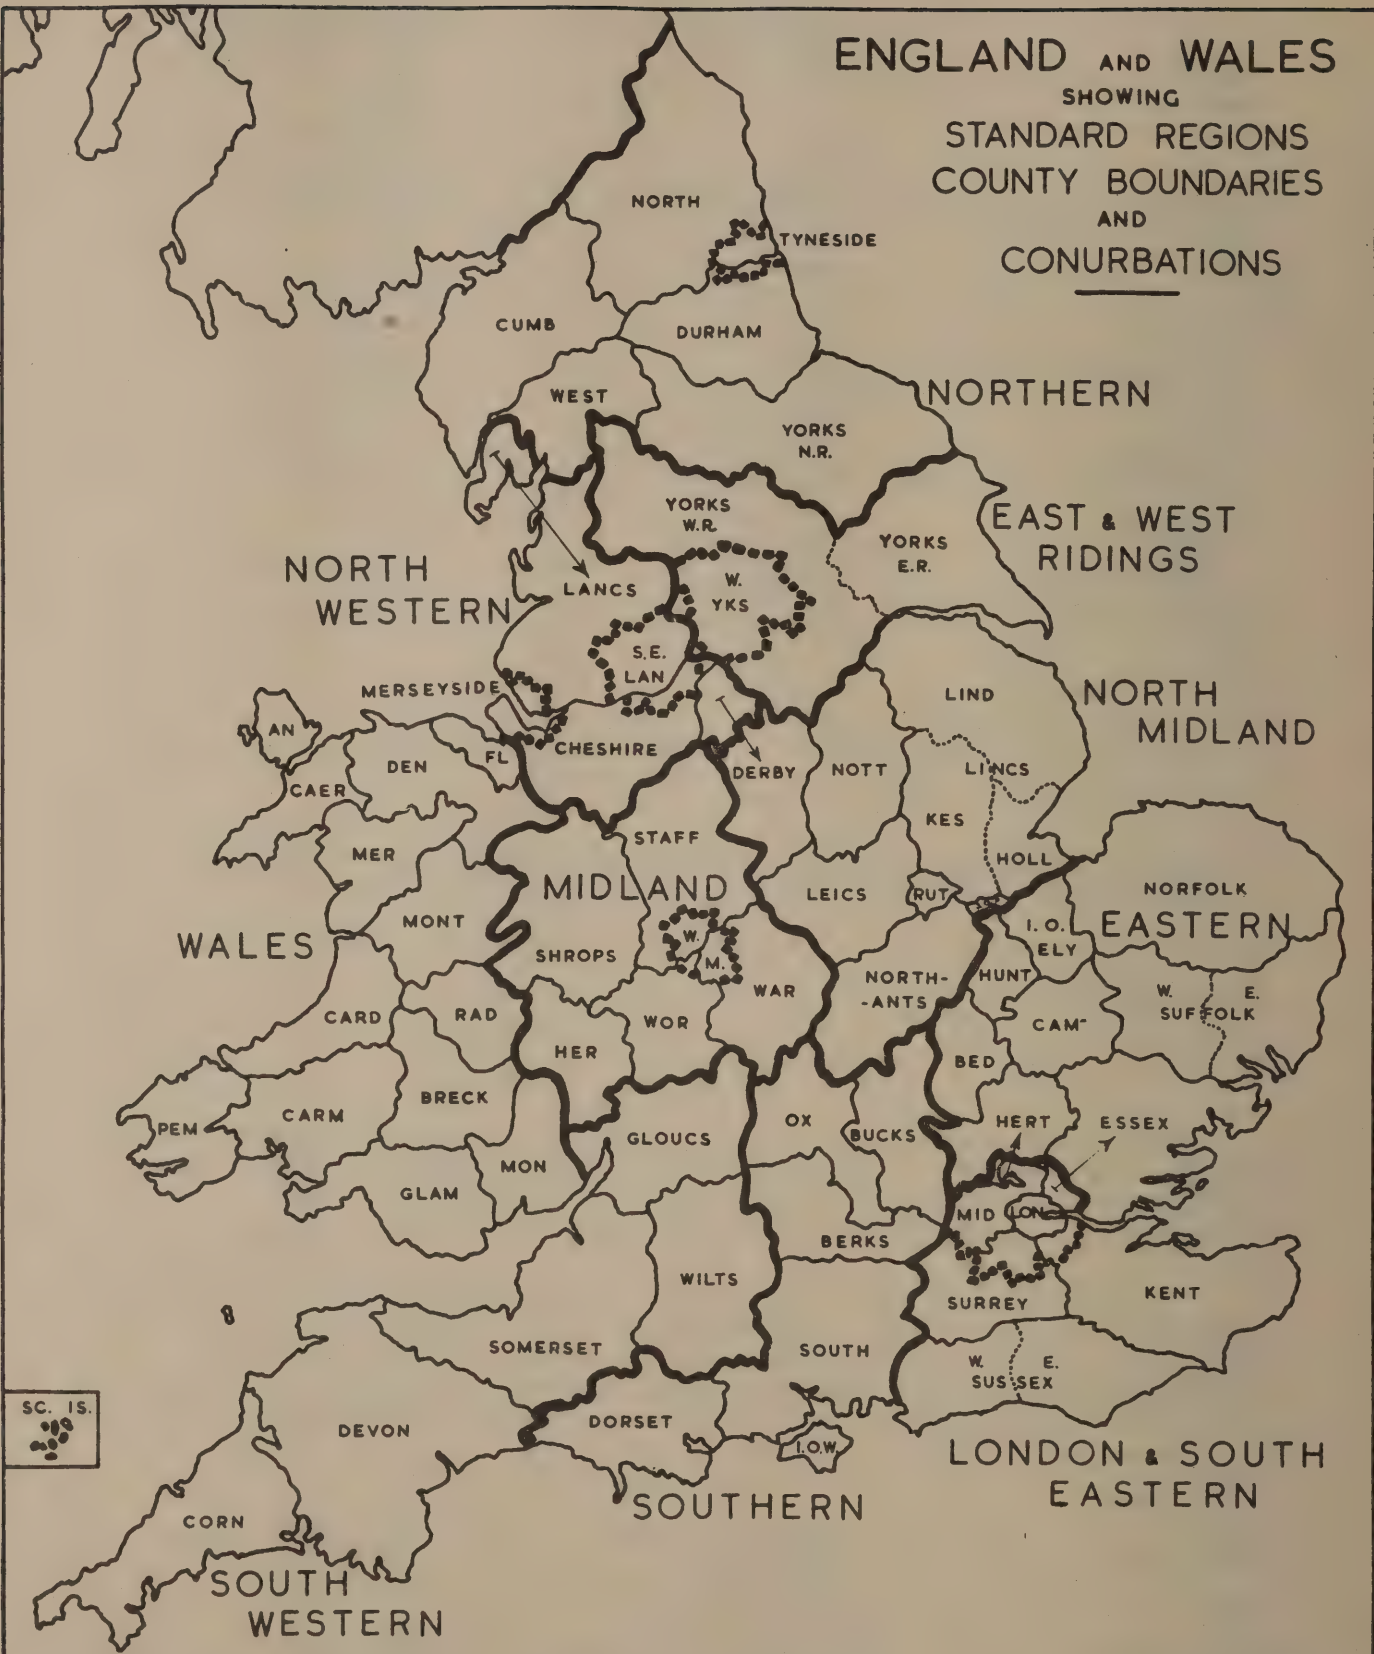 ENGLAND AND WALES
SHOWING
STANDARD REGIONS
COUNTY BOUNDARIES
AND
CONURBATIONS
NORTH
TYNESIDE
CUMB
DURHAM
WEST
NORTHERN
YORKS
N.R.
YORKS
W.R.
EAST & WEST
RIDINGS
YORKS
E.R.
NORTH
WESTERN
LANCS
W.
YKS
S.E.
LAN
MERSEYSIDE
LIND
NORTH
MIDLAND
AN
FL
CHESHIRE
DEN
CAER
DERBY
NOTT
LINCS
KES
HOLL
MER
STAFF
MIDLAND
LEICS
RUT
SOZ
NORFOLK
EASTERN
MONT
WALES
SHROPS
W.
M.
WAR
NORTH-
-ANTS
I. O.
ELY
HUNT
W. E.
SUFFOLK
CARD
RAD
WOR
HER
CAM-
BED
BRECK
CARM
PEM
GLOUCS
OX
BUCKS
HERT
ESSEX
MON
GLAM
MID
LON
BERKS
WILTS
SURREY
KENT
SOMERSET
SOUTH
W. E.
SUSSEX
SC. IS.
DEVON
DORSET
I.O.W.
LONDON & SOUTH
EASTERN
SOUTHERN
CORN
SOUTH
WESTERN